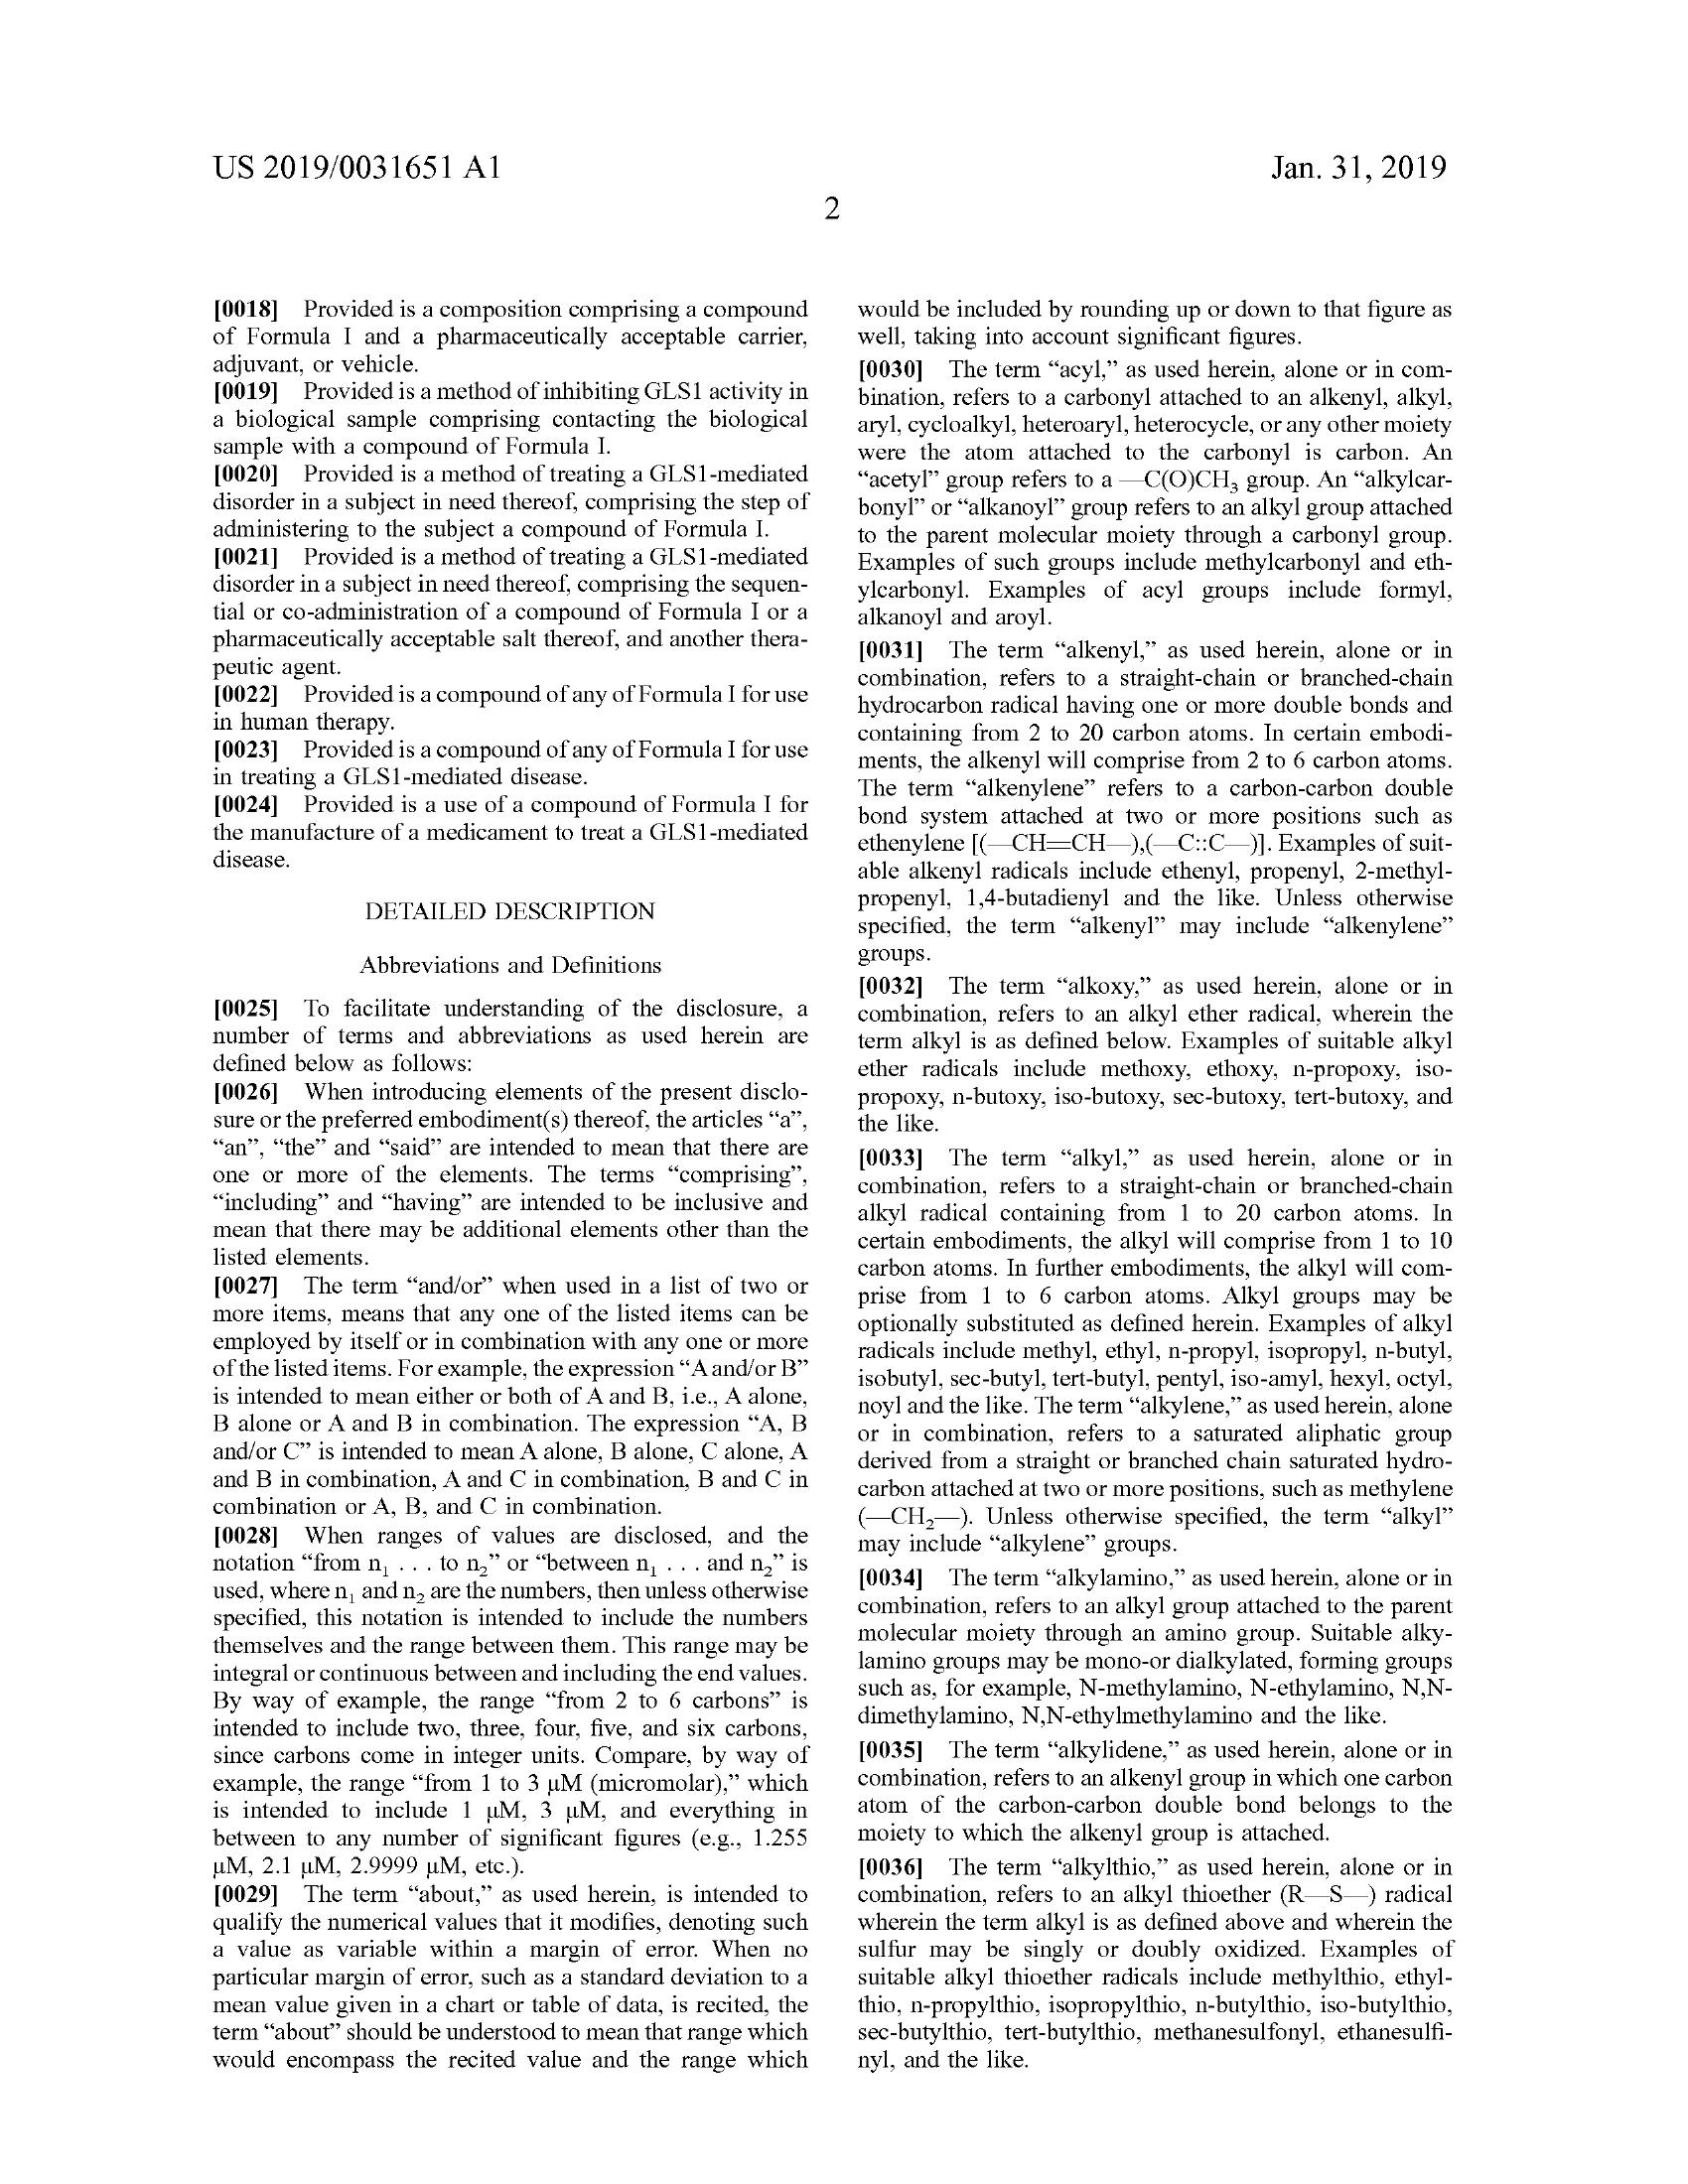 US 2019/0031651 A1
Jan. 31, 2019
2
[0018] Provided is a composition comprising a compound
of Formula I and a pharmaceutically acceptable carrier,
adjuvant, or vehicle.
[0019] Provided is a method of inhibiting GLS1 activity in
a biological sample comprising contacting the biological
sample with a compound of Formula I.
[0020] Provided is a method of treating a GLS1-mediated
disorder in a subject in need thereof, comprising the step of
administering to the subject a compound of Formula I.
[0021] Provided is a method of treating a GLS1-mediated
disorder in a subject in need thereof, comprising the sequen-
tial or co-administration of a compound of Formula I or a
pharmaceutically acceptable salt thereof, and another thera-
peutic agent.
[0022] Provided is a compound of any of Formula I for use
in human therapy.
[0023] Provided is a compound of any of Formula I for use
in treating a GLS1-mediated disease.
[0024] Provided is a use of a compound of Formula I for
the manufacture of a medicament to treat a GLS1-mediated
disease.
DETAILED DESCRIPTION
Abbreviations and Definitions
[0025] To facilitate understanding of the disclosure, a
number of terms and abbreviations as used herein are
defined below as follows:
[0026] When introducing elements of the present disclo-
sure or the preferred embodiment(s) thereof, the articles “a”,
“an”, “the” and “said” are intended to mean that there are
one or more of the elements. The terms “comprising”,
“including” and “having” are intended to be inclusive and
mean that there may be additional elements other than the
listed elements.
[0027] The term “and/or” when used in a list of two or
more items, means that any one of the listed items can be
employed by itself or in combination with any one or more
of the listed items. For example, the expression “A and/or B”
is intended to mean either or both of A and B, i.e., A alone,
B alone or A and B in combination. The expression “A, B
and/or C” is intended to mean A alone, B alone, C alone, A
and B in combination, A and C in combination, B and C in
combination or A, B, and C in combination.
[0028] When ranges of values are disclosed, and the
notation “from n₁ . . . to n₂” or “between n₁ . . . and n₂” is
used, where n₁ and n₂ are the numbers, then unless otherwise
specified, this notation is intended to include the numbers
themselves and the range between them. This range may be
integral or continuous between and including the end values.
By way of example, the range “from 2 to 6 carbons” is
intended to include two, three, four, five, and six carbons,
since carbons come in integer units. Compare, by way of
example, the range “from 1 to 3 μM (micromolar),” which
is intended to include 1 μM, 3 μM, and everything in
between to any number of significant figures (e.g., 1.255
μM, 2.1 μM, 2.9999 μM, etc.).
[0029] The term “about,” as used herein, is intended to
qualify the numerical values that it modifies, denoting such
a value as variable within a margin of error. When no
particular margin of error, such as a standard deviation to a
mean value given in a chart or table of data, is recited, the
term “about” should be understood to mean that range which
would encompass the recited value and the range which
would be included by rounding up or down to that figure as
well, taking into account significant figures.
[0030] The term “acyl,” as used herein, alone or in com-
bination, refers to a carbonyl attached to an alkenyl, alkyl,
aryl, cycloalkyl, heteroaryl, heterocycle, or any other moiety
were the atom attached to the carbonyl is carbon. An
“acetyl” group refers to a —C(O)CH₃ group. An “alkylcar-
bonyl” or “alkanoyl” group refers to an alkyl group attached
to the parent molecular moiety through a carbonyl group.
Examples of such groups include methylcarbonyl and eth-
ylcarbonyl. Examples of acyl groups include formyl,
alkanoyl and aroyl.
[0031] The term “alkenyl,” as used herein, alone or in
combination, refers to a straight-chain or branched-chain
hydrocarbon radical having one or more double bonds and
containing from 2 to 20 carbon atoms. In certain embodi-
ments, the alkenyl will comprise from 2 to 6 carbon atoms.
The term “alkenylene” refers to a carbon-carbon double
bond system attached at two or more positions such as
ethenylene [(—CH=CH—),(—C::C—)]. Examples of suit-
able alkenyl radicals include ethenyl, propenyl, 2-methyl-
propenyl, 1,4-butadienyl and the like. Unless otherwise
specified, the term “alkenyl” may include “alkenylene”
groups.
[0032] The term “alkoxy,” as used herein, alone or in
combination, refers to an alkyl ether radical, wherein the
term alkyl is as defined below. Examples of suitable alkyl
ether radicals include methoxy, ethoxy, n-propoxy, iso-
propoxy, n-butoxy, iso-butoxy, sec-butoxy, tert-butoxy, and
the like.
[0033] The term “alkyl,” as used herein, alone or in
combination, refers to a straight-chain or branched-chain
alkyl radical containing from 1 to 20 carbon atoms. In
certain embodiments, the alkyl will comprise from 1 to 10
carbon atoms. In further embodiments, the alkyl will com-
prise from 1 to 6 carbon atoms. Alkyl groups may be
optionally substituted as defined herein. Examples of alkyl
radicals include methyl, ethyl, n-propyl, isopropyl, n-butyl,
isobutyl, sec-butyl, tert-butyl, pentyl, iso-amyl, hexyl, octyl,
noyl and the like. The term “alkylene,” as used herein, alone
or in combination, refers to a saturated aliphatic group
derived from a straight or branched chain saturated hydro-
carbon attached at two or more positions, such as methylene
(—CH₂—). Unless otherwise specified, the term “alkyl”
may include “alkylene” groups.
[0034] The term “alkylamino,” as used herein, alone or in
combination, refers to an alkyl group attached to the parent
molecular moiety through an amino group. Suitable alky-
lamino groups may be mono-or dialkylated, forming groups
such as, for example, N-methylamino, N-ethylamino, N,N-
dimethylamino, N,N-ethylmethylamino and the like.
[0035] The term “alkylidene,” as used herein, alone or in
combination, refers to an alkenyl group in which one carbon
atom of the carbon-carbon double bond belongs to the
moiety to which the alkenyl group is attached.
[0036] The term “alkylthio,” as used herein, alone or in
combination, refers to an alkyl thioether (R—S—) radical
wherein the term alkyl is as defined above and wherein the
sulfur may be singly or doubly oxidized. Examples of
suitable alkyl thioether radicals include methylthio, ethyl-
thio, n-propylthio, isopropylthio, n-butylthio, iso-butylthio,
sec-butylthio, tert-butylthio, methanesulfonyl, ethanesulfi-
nyl, and the like.